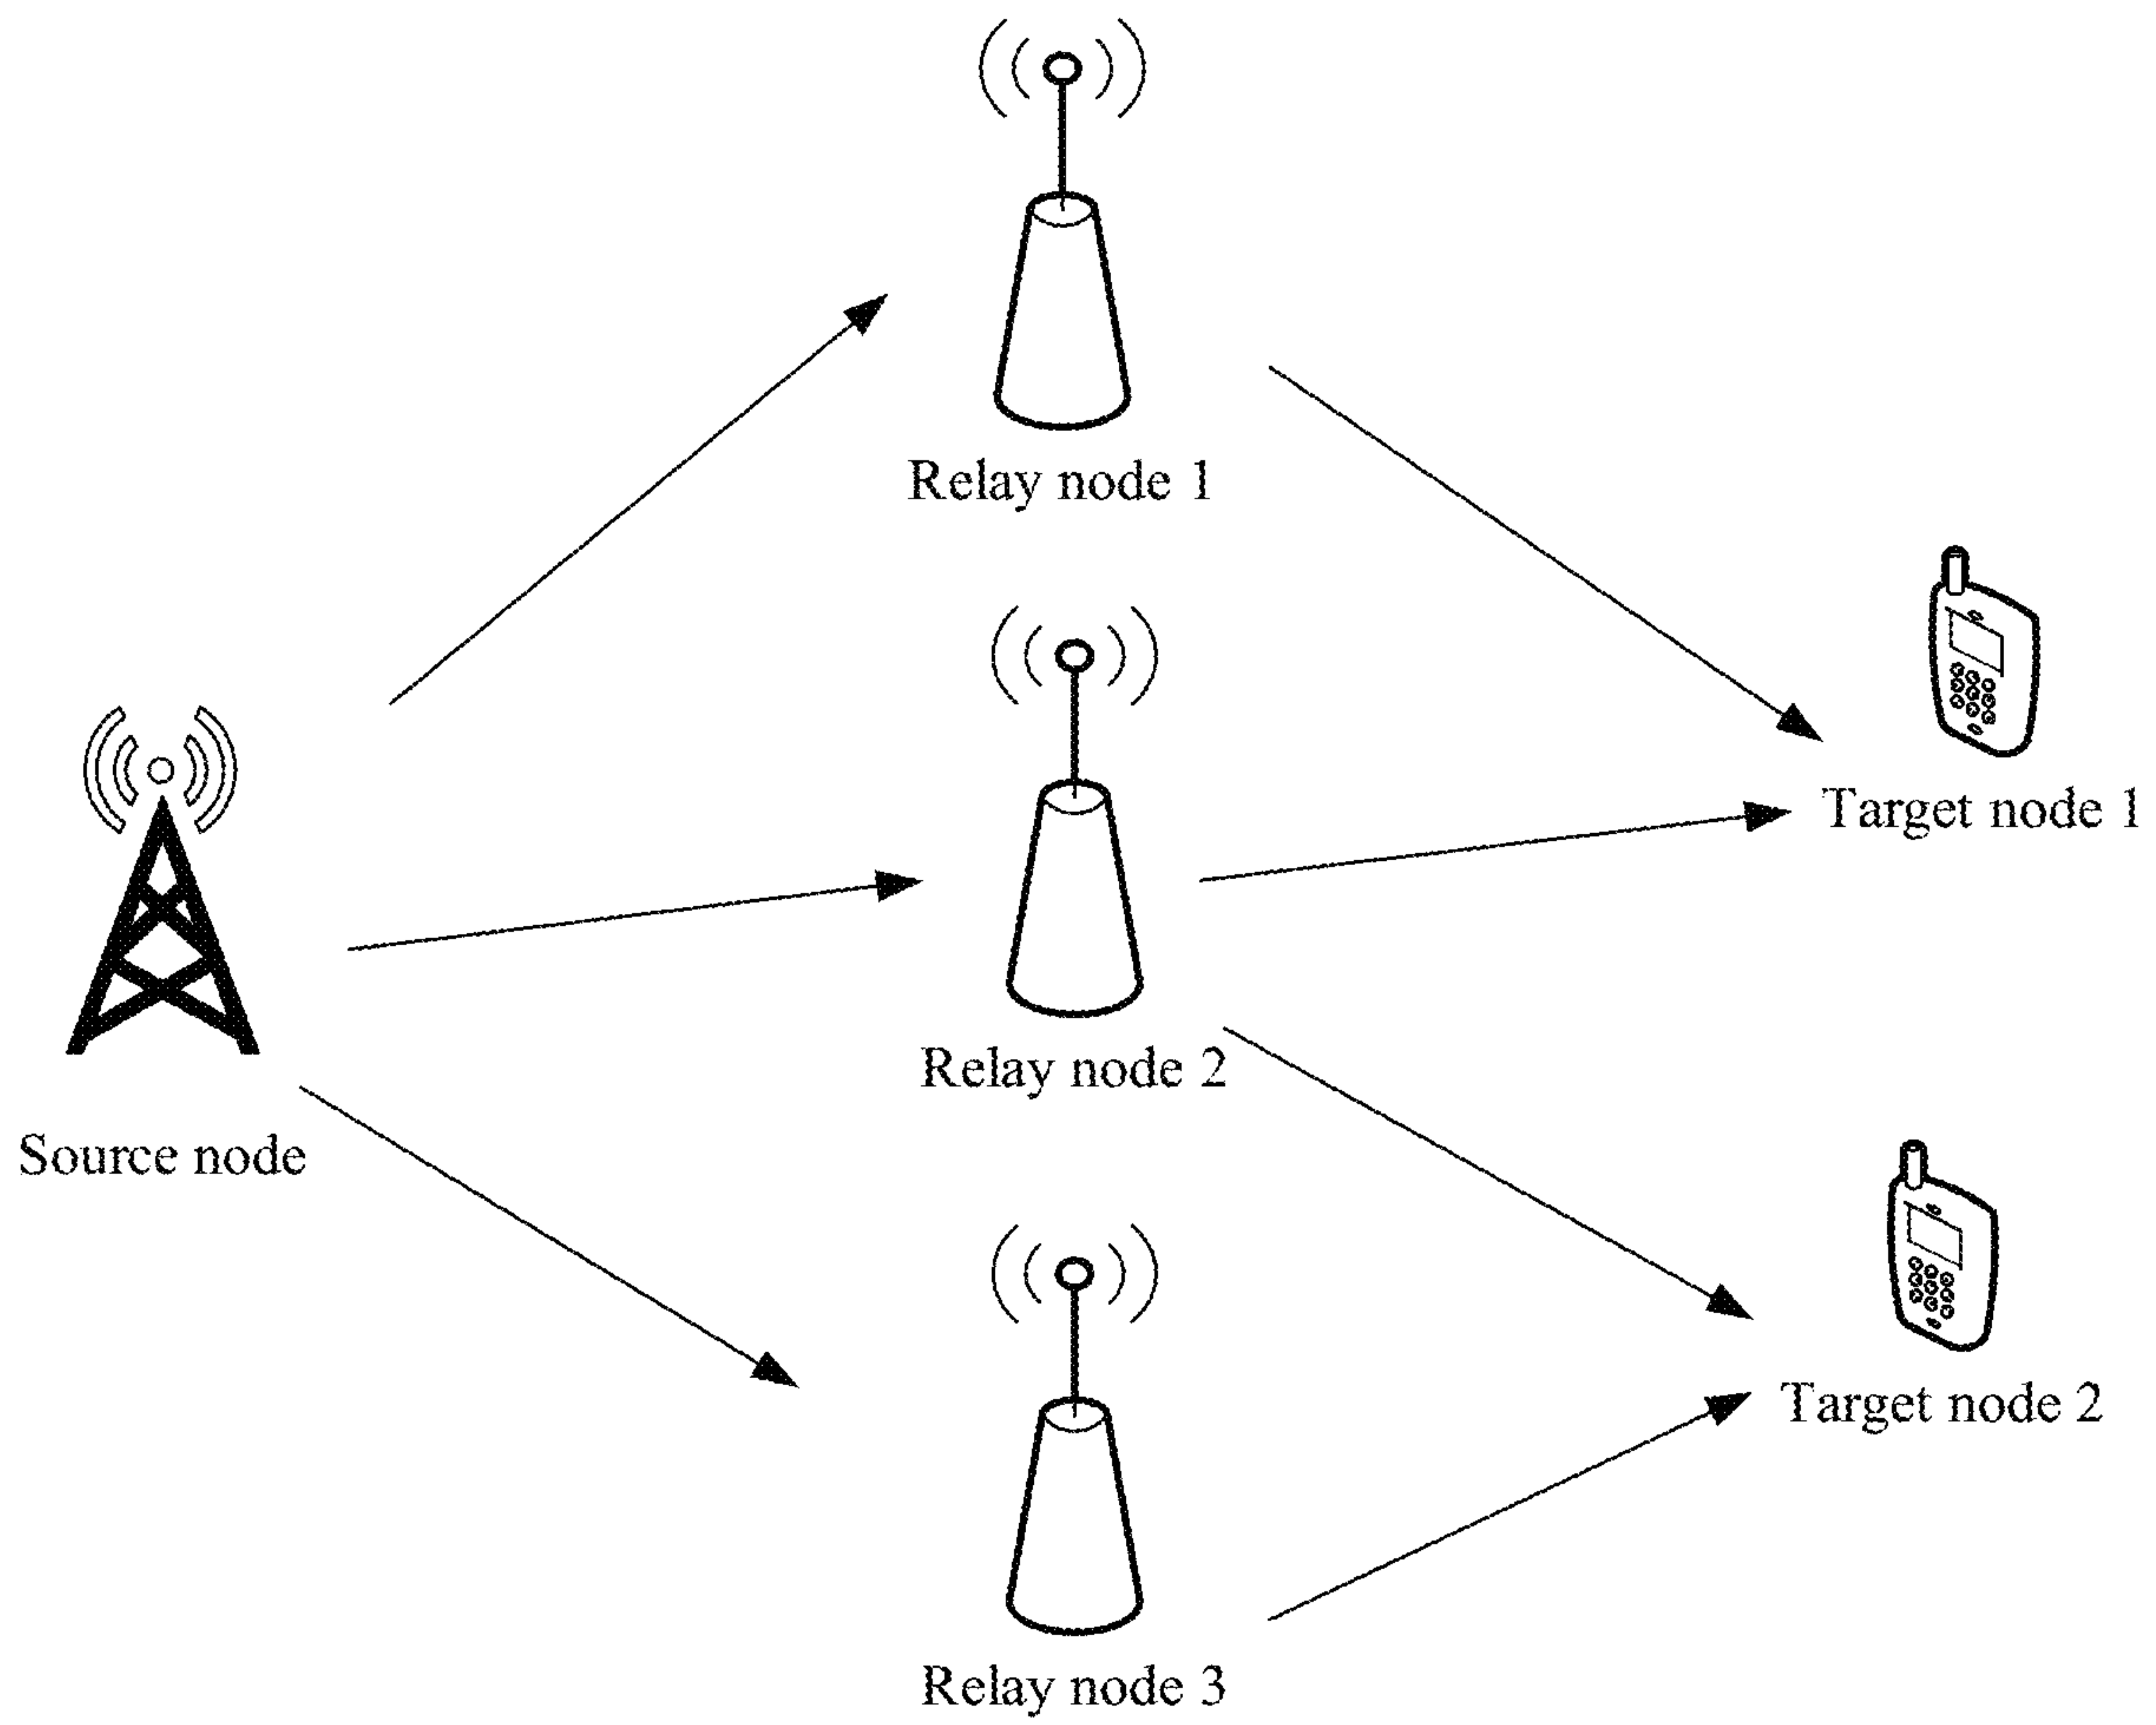 Relay node 1
Target node 1
Relay node 2
Source node
Target node 2
Relay node 3